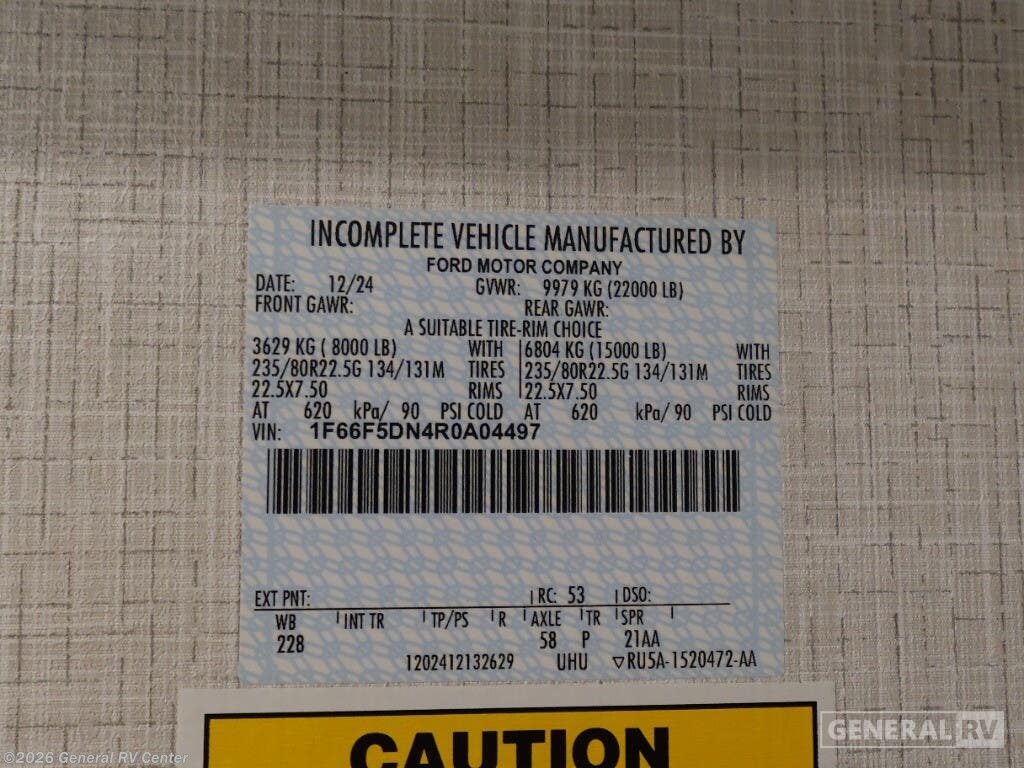 INCOMPLETE VEHICLE MANUFACTURED BY
FORD MOTOR COMPANY
DATE: 12/24 GVWR: 9979 KG (22000 LB)
FRONT GAWR: REAR GAWR:
A SUITABLE TIRE-RIM CHOICE
3629 KG ( 8000 LB) WITH 6804 KG (15000 LB) WITH
235/80R22.5G 134/131M TIRES 235/80R22.5G 134/131M TIRES
22.5X7.50 RIMS 22.5X7.50 RIMS
AT 620 kPa/ 90 PSI COLD AT 620 kPa/ 90 PSI COLD
VIN: 1F66F5DN4R0A04497
EXT PNT: RC: 53 DSO:
WB INT TR TP/PS R AXLE TR SPR
228 58 P 21AA
1202412132629 UHU ▽RU5A-1520472-AA
CAUTION
GENERAL RV
©2026 General RV Center